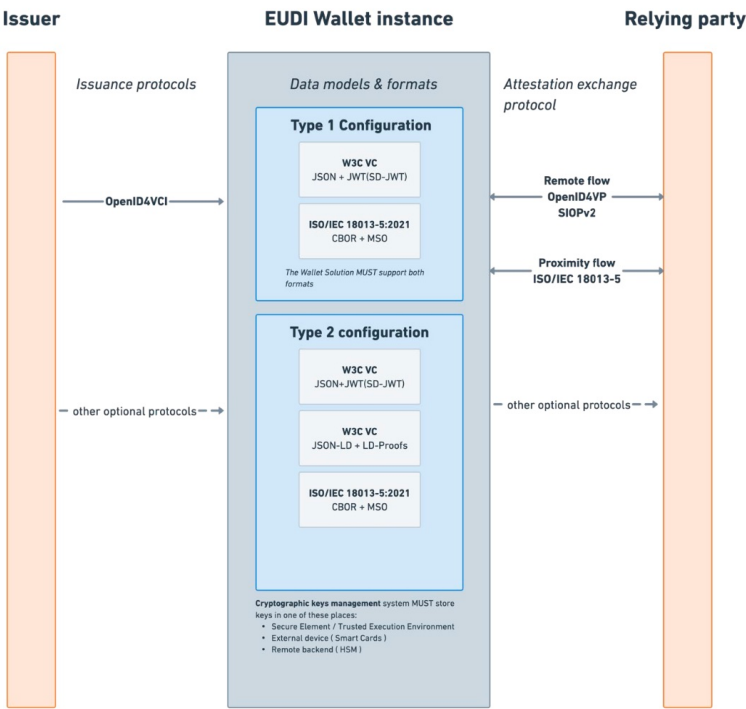 Issuer
EUDI Wallet instance
Relying party
Issuance protocols
Data models & formats
Attestation exchange
protocol
Type 1 Configuration
W3C VC
JSON + JWT(SD-JWT)
ISO/IEC 18013-5:2021
CBOR + MSO
The Wallet Solution MUST support both
formats
OpenID4VCI
Remote flow
OpenID4VP
SIOPv2
Proximity flow
ISO/IEC 18013-5
Type 2 configuration
W3C VC
JSON+JWT(SD-JWT)
W3C VC
JSON-LD + LD-Proofs
ISO/IEC 18013-5:2021
CBOR + MSO
other optional protocols
other optional protocols
Cryptographic keys management system MUST store
keys in one of these places:
• Secure Element / Trusted Execution Environment
• External device ( Smart Cards )
• Remote backend ( HSM )